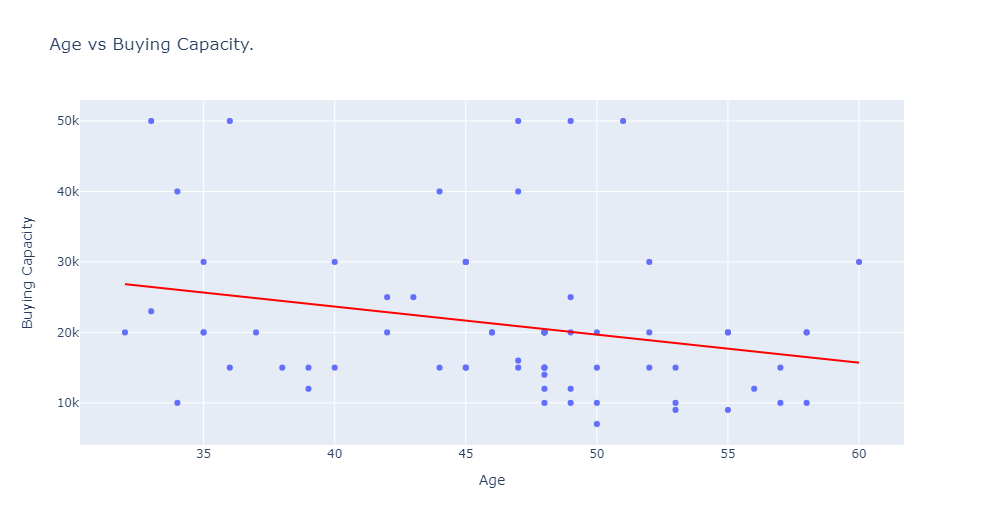 Age vs Buying Capacity.
50k
40k
30k
20k
10k
Buying Capacity
35 40 45 50 55 60
Age